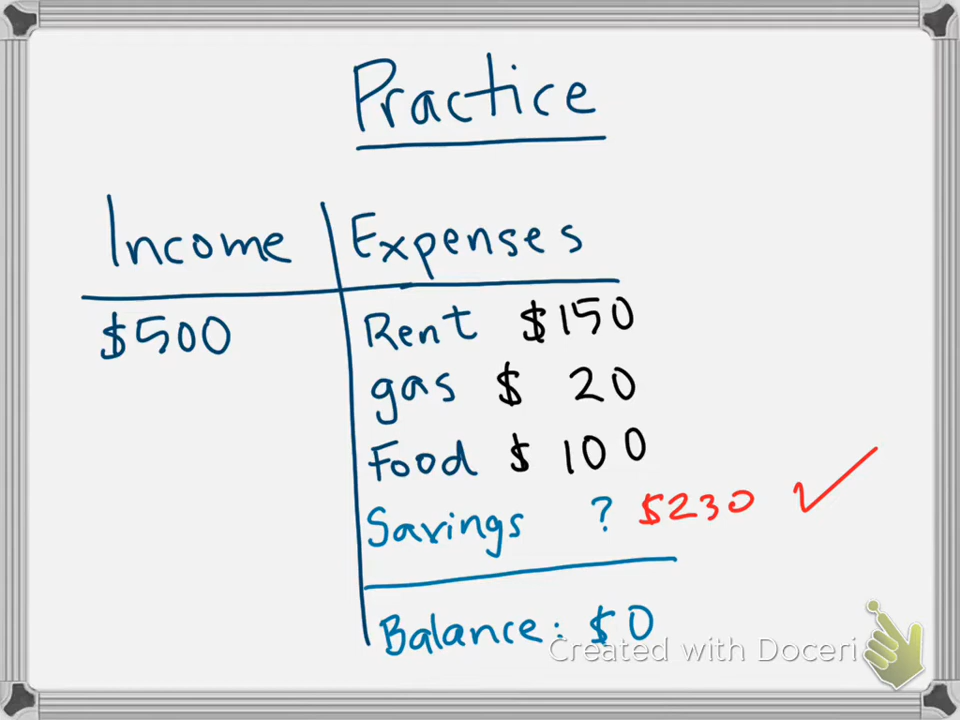 Practice
Income Expenses
$500 Rent $150
gas $ 20
Food $ 100
Savings ? $230 ✓
Balance: $0
Created with Doceri